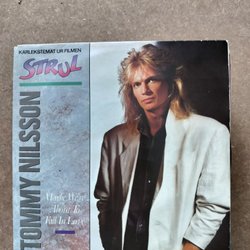 KÄRLEKSTEMAT UR FILMEN
STRUL
TOMMY NILSSON
Maybe We're
About To
Fall In Love